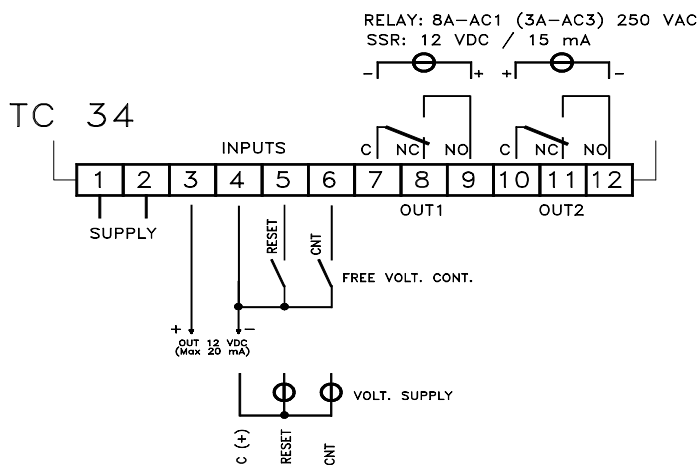 RELAY: 8A-AC1 (3A-AC3) 250 VAC
SSR: 12 VDC / 15 mA
- + + -
TC 34
INPUTS
C NC NO C NC NO
1 2 3 4 5 6 7 8 9 10 11 12
SUPPLY
OUT1 OUT2
RESET
CNT
FREE VOLT. CONT.
+ -
OUT 12 VDC
(Max 20 mA)
VOLT. SUPPLY
C (+)
RESET
CNT